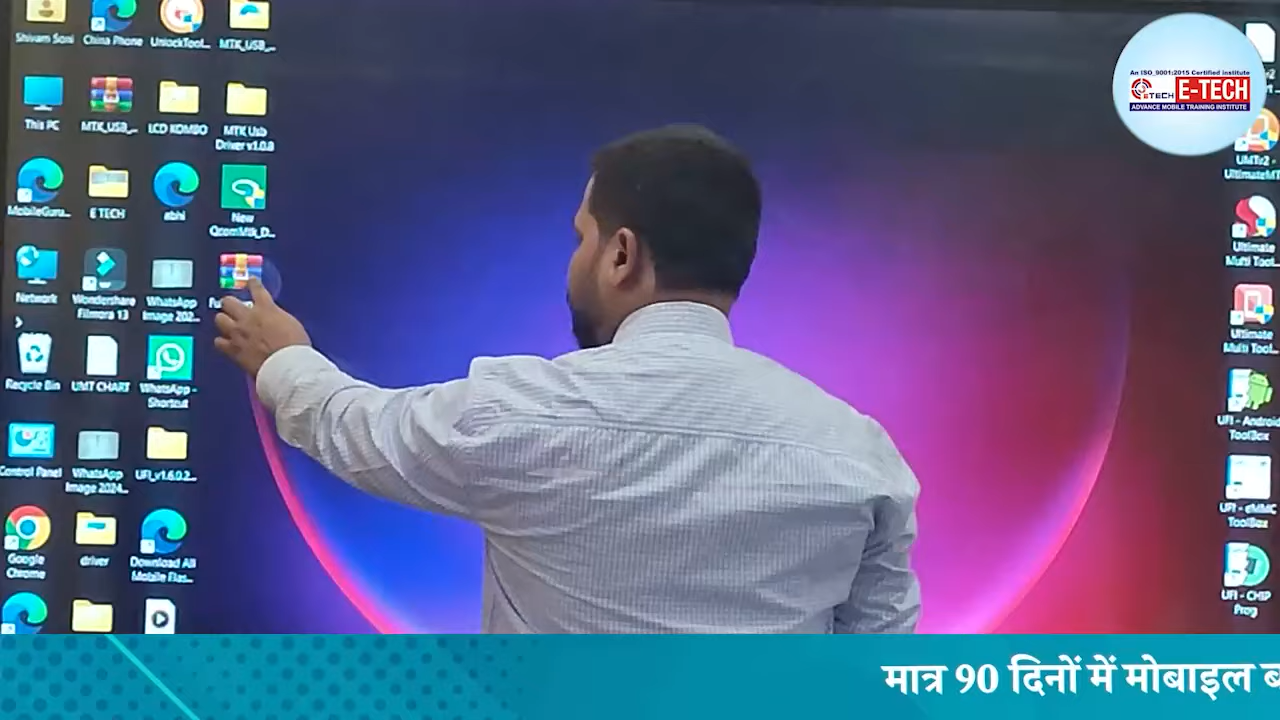 Shivam Soni
China Phone
UnlockTool...
MTK_USB_...
This PC
MTK_USB_...
LCD KOMBO
MTK Usb
Driver v1.0.8
MobileGuru...
E TECH
abhi
New
QcomMtk_D...
Network
Wondershare
Filmora 13
WhatsApp
Image 202...
Recycle Bin
UMT CHART
WhatsApp -
Shortcut
Control Panel
WhatsApp
Image 2024...
UFI_v1.6.0.2...
Google
Chrome
driver
Download All
Mobile Flas...
An ISO_9001:2015 Certified Institute
ETECH
E-TECH
ADVANCE MOBILE TRAINING INSTITUTE
UMTv2 -
UltimateMT
Ultimate
Multi Tool...
Ultimate
Multi Tool...
UFI - Android
ToolBox
UFI - eMMC
ToolBox
UFI - CHIP
Prog
मात्र 90 दिनों में मोबाइल